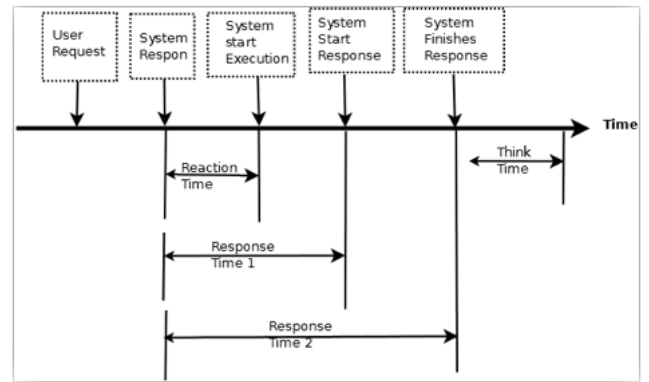 User
Request
System
Respon
System
start
Execution
System
Start
Response
System
Finishes
Response
Time
Reaction
Time
Think
Time
Response
Time 1
Response
Time 2